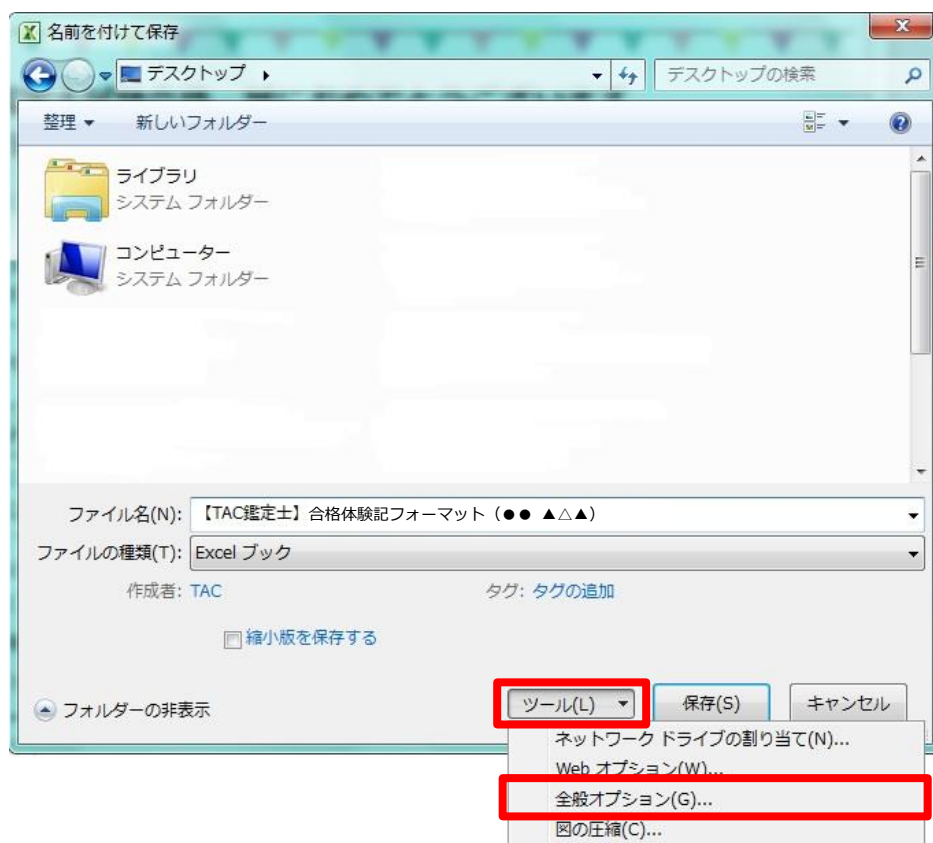 名前を付けて保存
デスクトップ
デスクトップの検索
整理
新しいフォルダー
ライブラリ
システム フォルダー
コンピューター
システム フォルダー
ファイル名(N): 【TAC鑑定士】合格体験記フォーマット（●● ▲△▲）
ファイルの種類(T): Excel ブック
作成者: TAC
タグ: タグの追加
縮小版を保存する
フォルダーの非表示
ツール(L)
保存(S)
キャンセル
ネットワーク ドライブの割り当て(N)...
Web オプション(W)...
全般オプション(G)...
図の圧縮(C)...